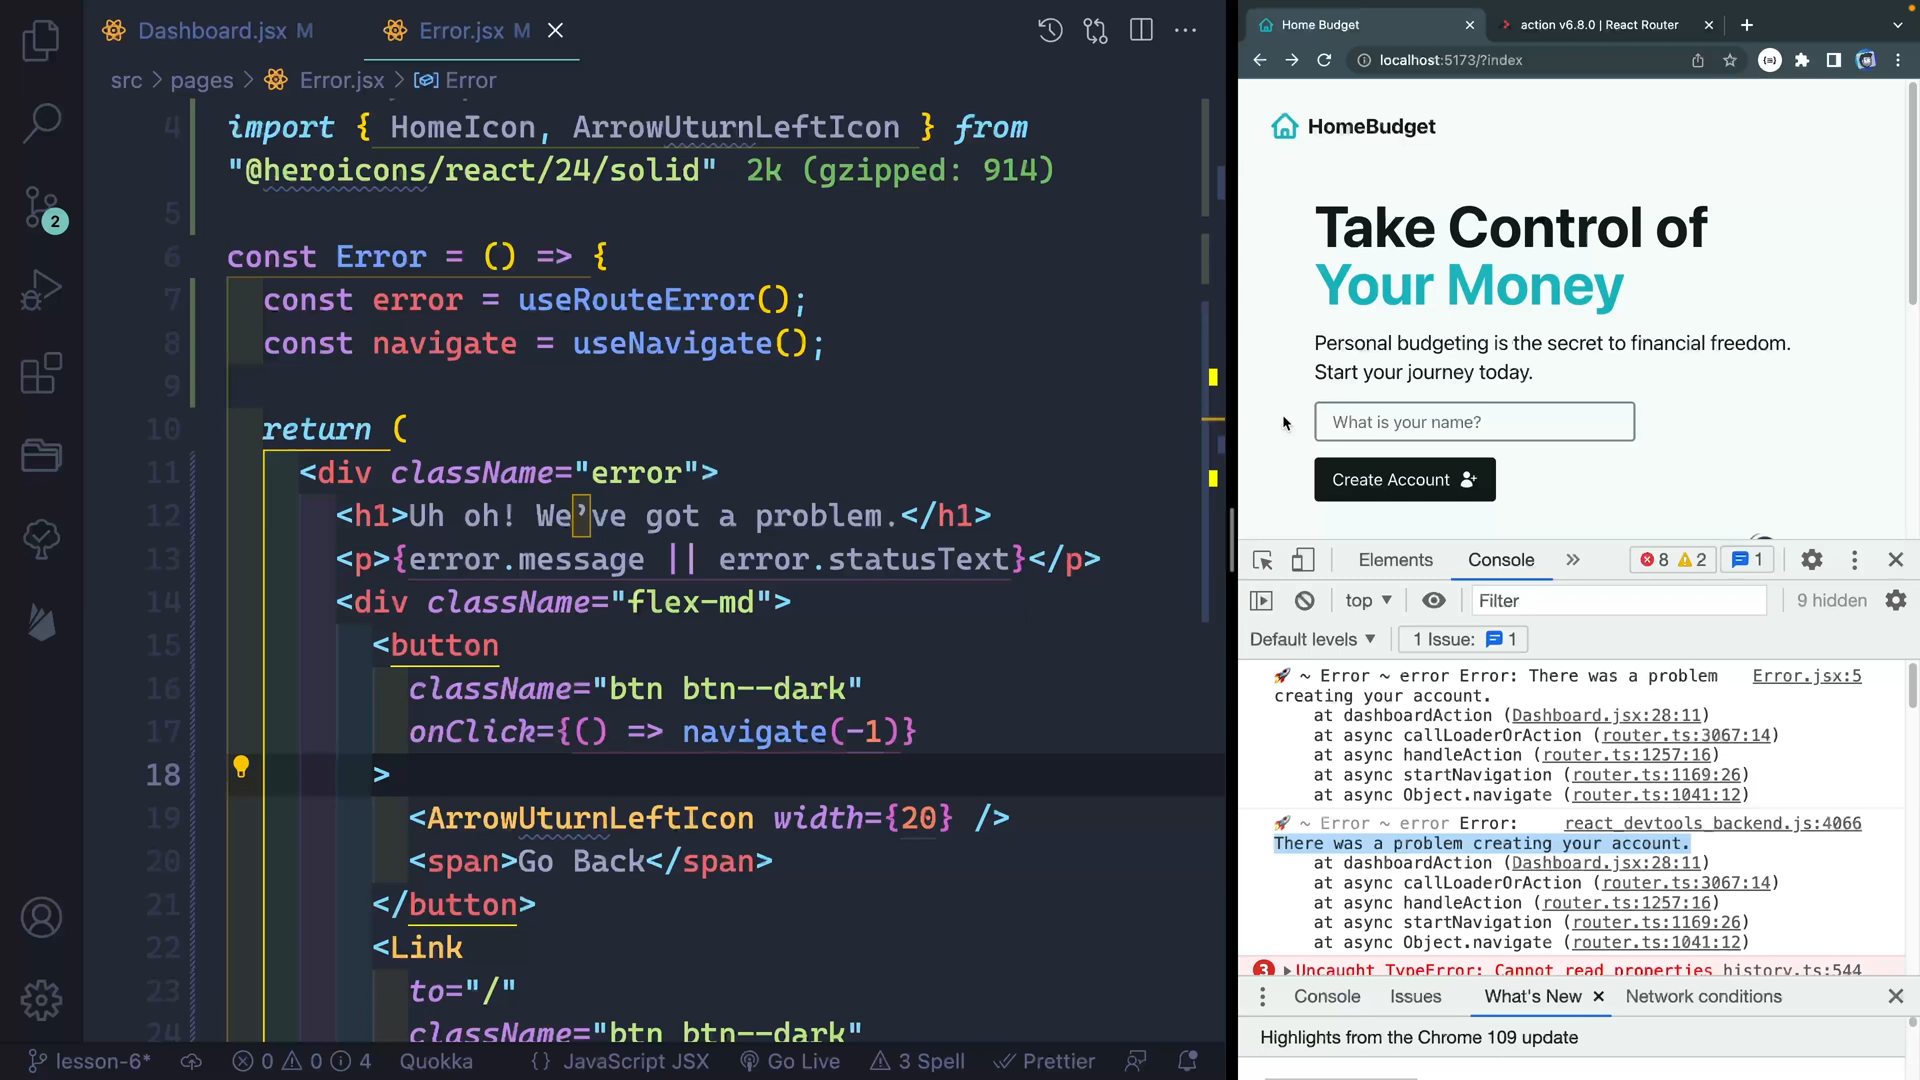 Dashboard.jsx M
Error.jsx M
src > pages > Error.jsx > Error
4 import { HomeIcon, ArrowUturnLeftIcon } from
"@heroicons/react/24/solid" 2k (gzipped: 914)
5
6 const Error = () => {
7 const error = useRouteError();
8 const navigate = useNavigate();
9
10 return (
11 <div className="error">
12 <h1>Uh oh! We’ve got a problem.</h1>
13 <p>{error.message || error.statusText}</p>
14 <div className="flex-md">
15 <button
16 className="btn btn--dark"
17 onClick={() => navigate(-1)}
18 >
19 <ArrowUturnLeftIcon width={20} />
20 <span>Go Back</span>
21 </button>
22 <Link
23 to="/"
24 className="btn btn--dark"
2
lesson-6* 0 0 4 Quokka {} JavaScript JSX Go Live 3 Spell Prettier
Home Budget
action v6.8.0 | React Router
localhost:5173/?index
HomeBudget
Take Control of
Your Money
Personal budgeting is the secret to financial freedom.
Start your journey today.
What is your name?
Create Account
Elements Console 8 2 1
top Filter 9 hidden
Default levels 1 Issue: 1
🚀 ~ Error ~ error Error: There was a problem Error.jsx:5
creating your account.
at dashboardAction (Dashboard.jsx:28:11)
at async callLoaderOrAction (router.ts:3067:14)
at async handleAction (router.ts:1257:16)
at async startNavigation (router.ts:1169:26)
at async Object.navigate (router.ts:1041:12)
🚀 ~ Error ~ error Error: react_devtools_backend.js:4066
There was a problem creating your account.
at dashboardAction (Dashboard.jsx:28:11)
at async callLoaderOrAction (router.ts:3067:14)
at async handleAction (router.ts:1257:16)
at async startNavigation (router.ts:1169:26)
at async Object.navigate (router.ts:1041:12)
3 Uncaught TypeError: Cannot read properties history.ts:544
Console Issues What's New Network conditions
Highlights from the Chrome 109 update